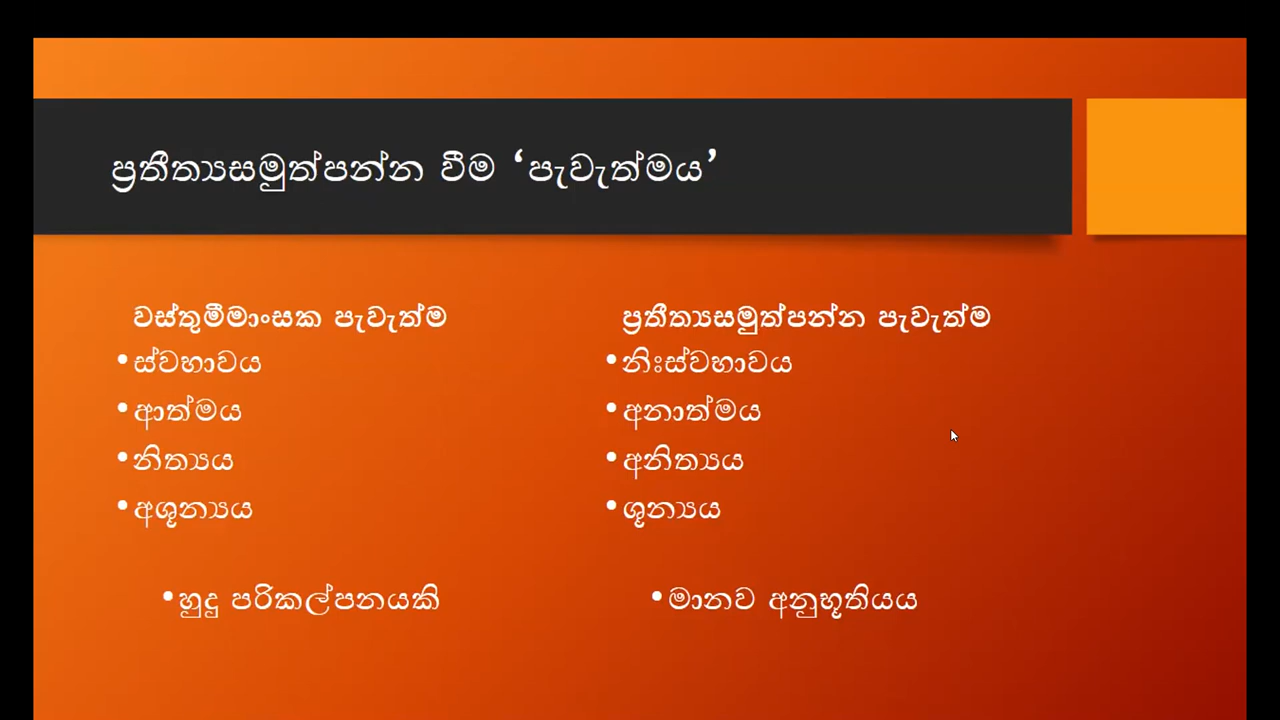 ප්‍රතීත්‍යසමුත්පන්න වීම ‘පැවැත්මය’
වස්තුමීමාංසක පැවැත්ම
• ස්වභාවය
• ආත්මය
• නිත්‍යය
• අශූන්‍යය
• හුදු පරිකල්පනයකි
ප්‍රතීත්‍යසමුත්පන්න පැවැත්ම
• නිඃස්වභාවය
• අනාත්මය
• අනිත්‍යය
• ශූන්‍යය
• මානව අනුභූතියය